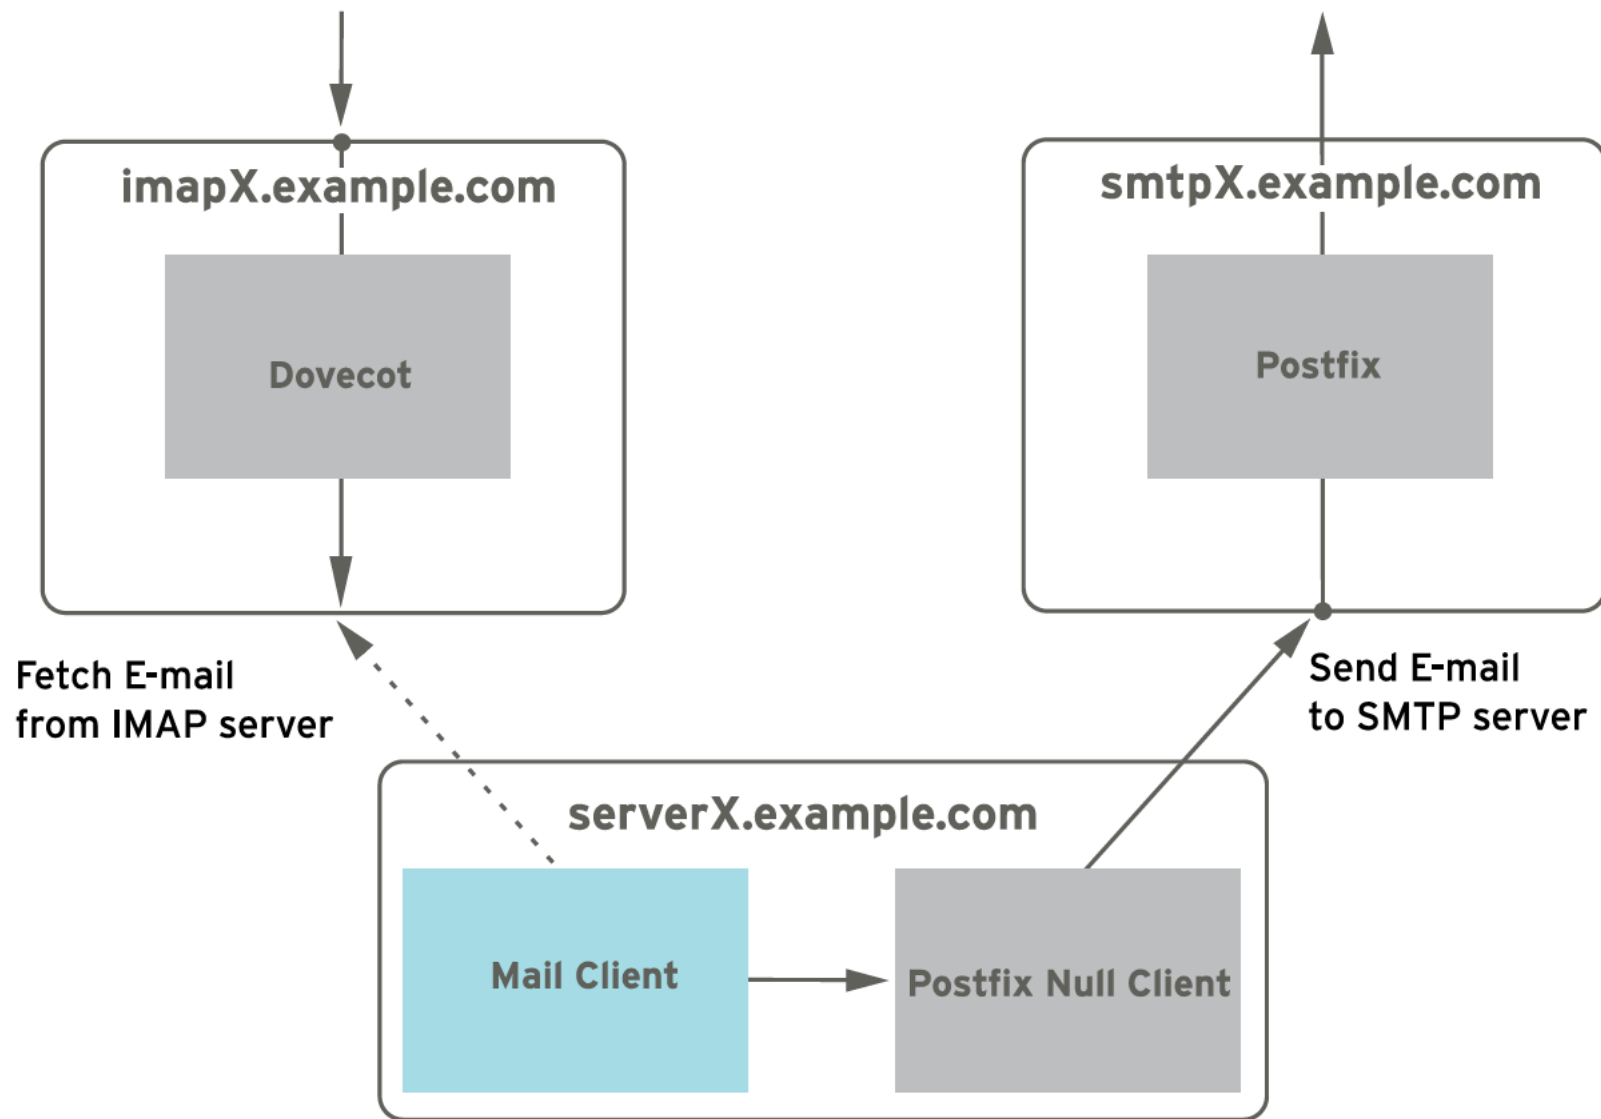 imapX.example.com
Dovecot
smtpX.example.com
Postfix
Fetch E-mail
from IMAP server
Send E-mail
to SMTP server
serverX.example.com
Mail Client
Postfix Null Client